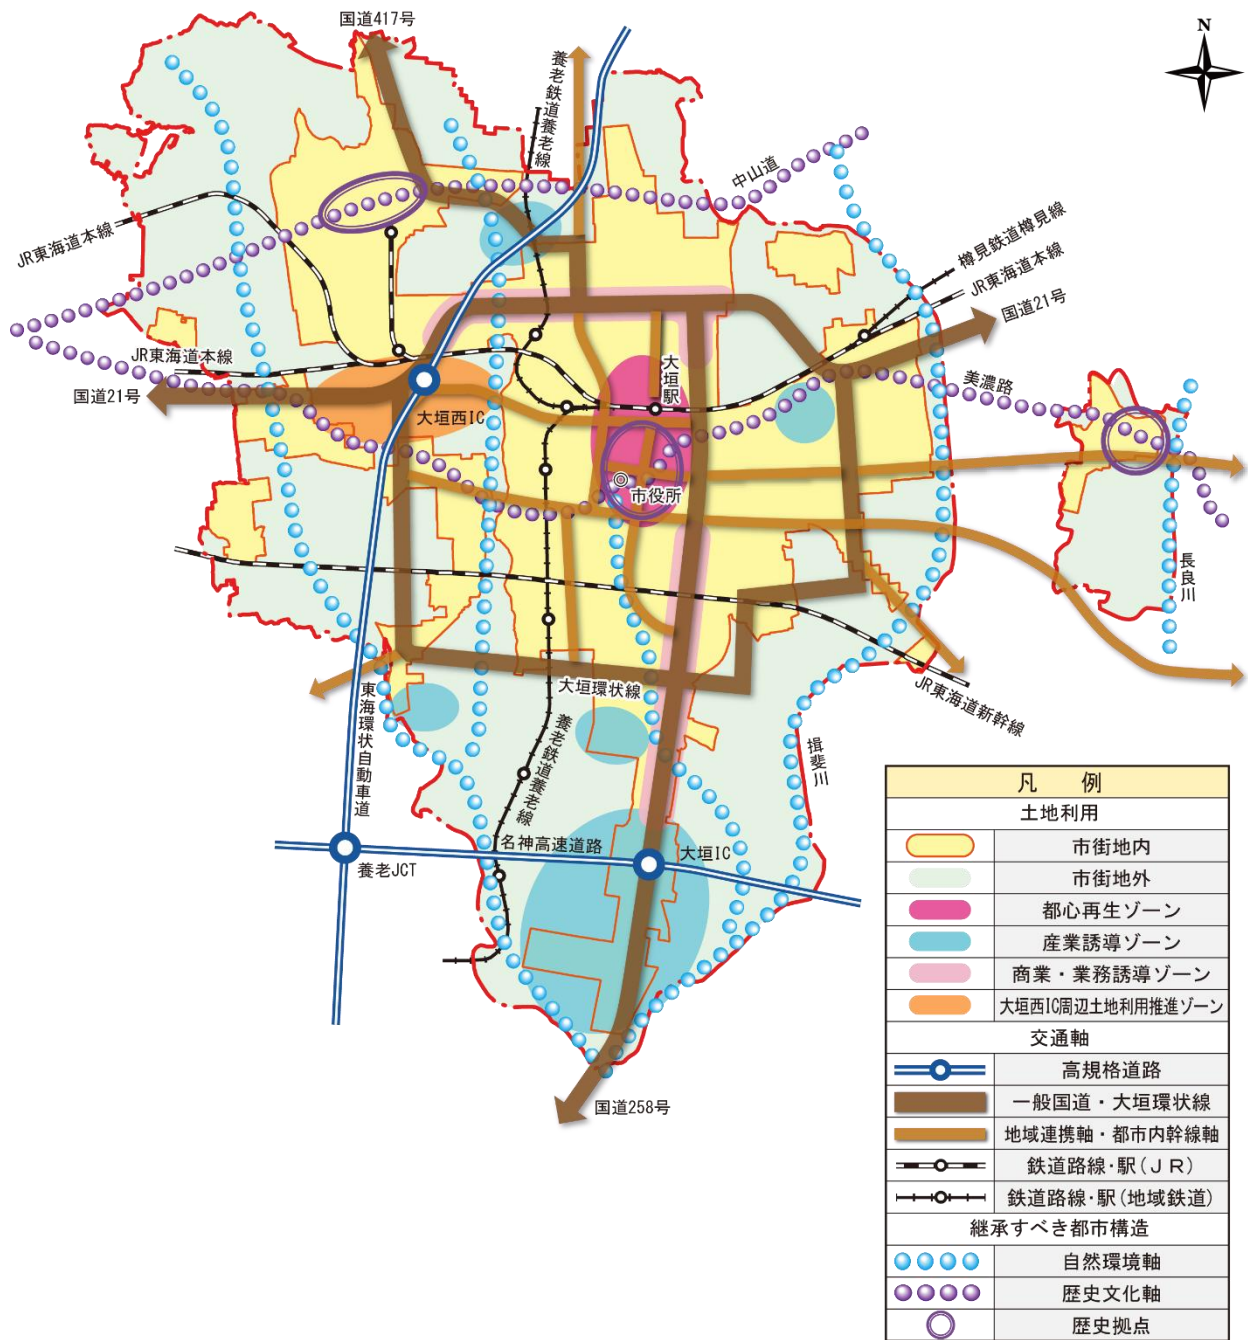 国道417号
N
養老鉄道養老線
中山道
JR東海道本線
樽見鉄道樽見線
JR東海道本線
国道21号
JR東海道本線
大垣駅
美濃路
国道21号
大垣西IC
市役所
長良川
大垣環状線
JR東海道新幹線
東海環状自動車道
養老鉄道養老線
揖斐川
名神高速道路
大垣IC
養老JCT
国道258号
凡 例
土地利用
市街地内
市街地外
都心再生ゾーン
産業誘導ゾーン
商業・業務誘導ゾーン
大垣西IC周辺土地利用推進ゾーン
交通軸
高規格道路
一般国道・大垣環状線
地域連携軸・都市内幹線軸
鉄道路線・駅(ＪＲ)
鉄道路線・駅(地域鉄道)
継承すべき都市構造
自然環境軸
歴史文化軸
歴史拠点